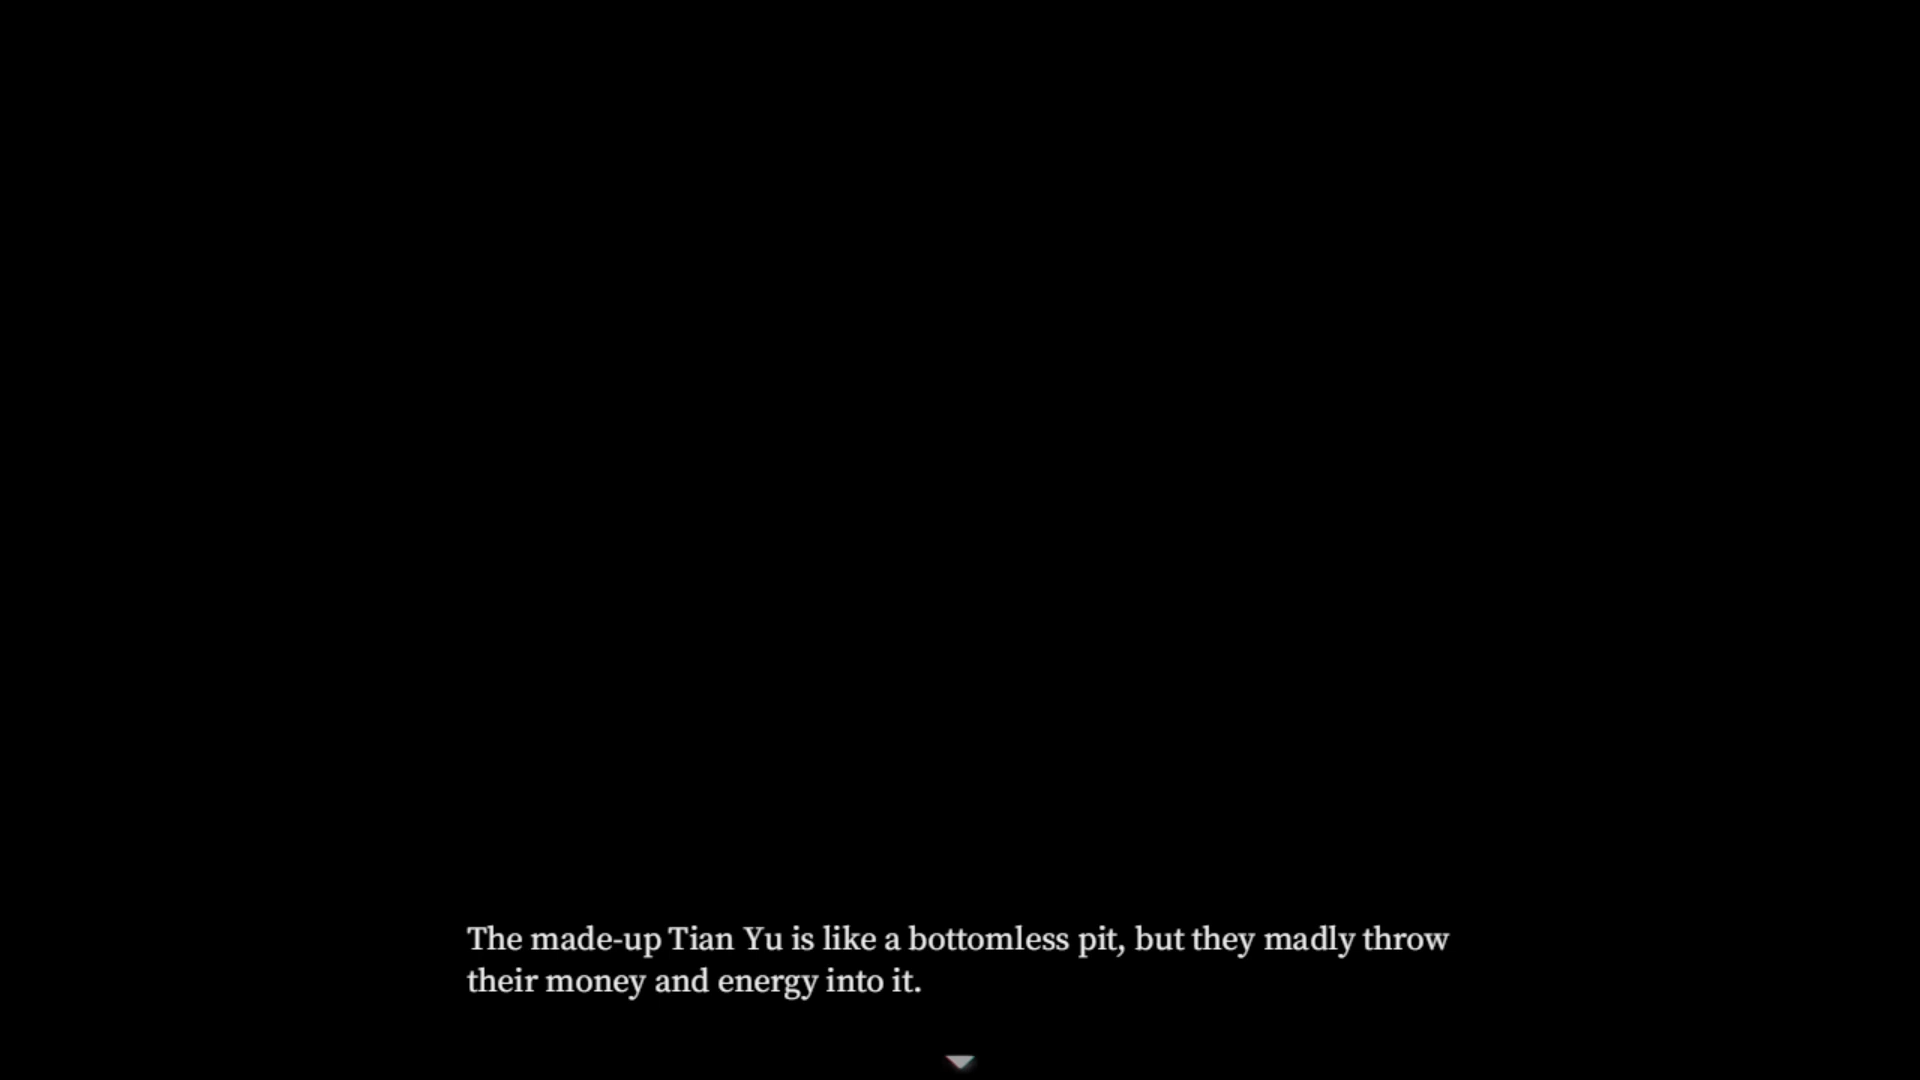 The made-up Tian Yu is like a bottomless pit, but they madly throw
their money and energy into it.